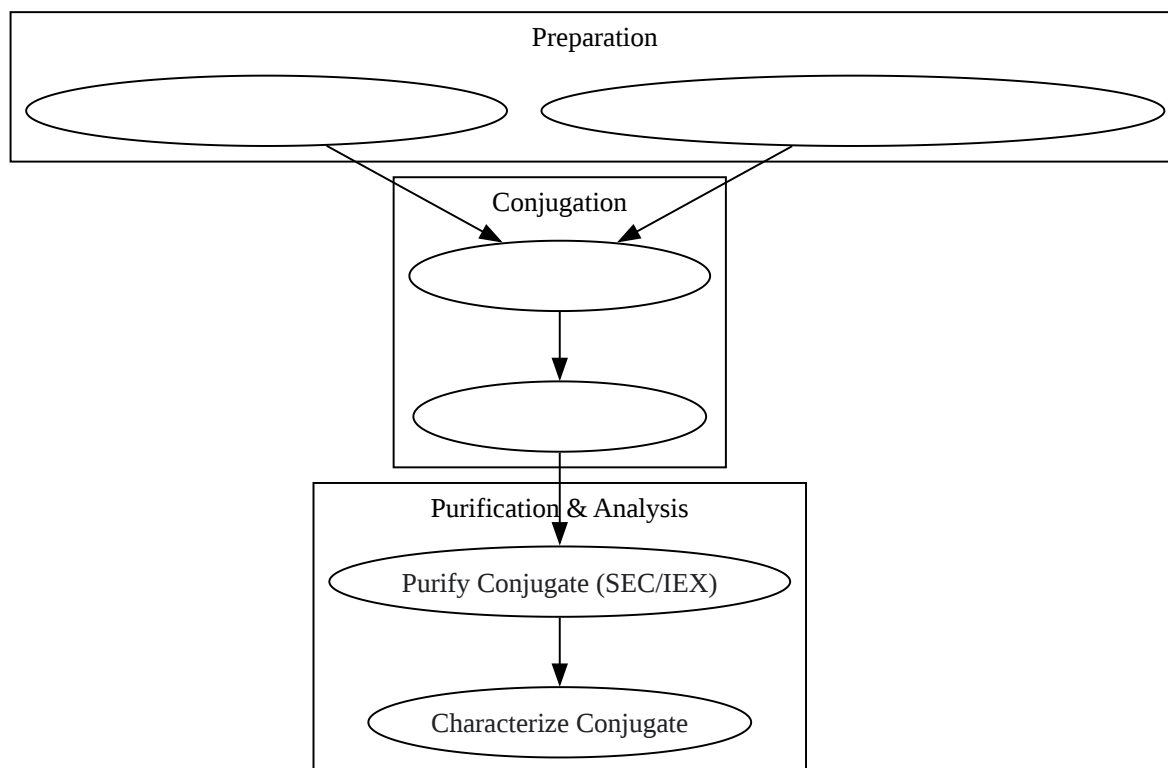 Preparation
Conjugation
Purification & Analysis
Purify Conjugate (SEC/IEX)
Characterize Conjugate